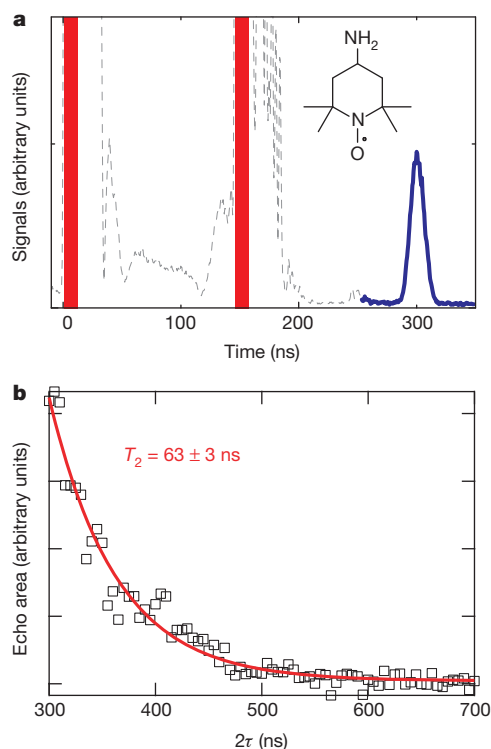 a
Signals (arbitrary units)
NH2
N
O
0
100
200
300
Time (ns)
b
Echo area (arbitrary units)
T2 = 63 ± 3 ns
300
400
500
600
700
2τ (ns)